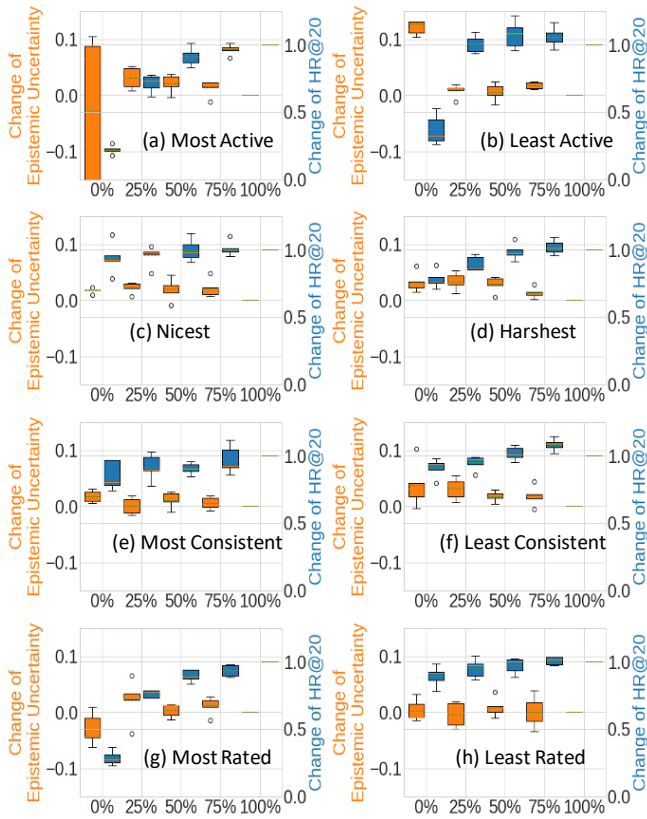 Change of
Epistemic Uncertainty
0.1
0.0
−0.1
(a) Most Active
0% 25% 50% 75% 100%
1.0
0.5
0.0
Change of HR@20
Change of
Epistemic Uncertainty
0.1
0.0
−0.1
(b) Least Active
0% 25% 50% 75% 100%
1.0
0.5
0.0
Change of HR@20
Change of
Epistemic Uncertainty
0.1
0.0
−0.1
(c) Nicest
0% 25% 50% 75% 100%
1.0
0.5
0.0
Change of HR@20
Change of
Epistemic Uncertainty
0.1
0.0
−0.1
(d) Harshest
0% 25% 50% 75% 100%
1.0
0.5
0.0
Change of HR@20
Change of
Epistemic Uncertainty
0.1
0.0
−0.1
(e) Most Consistent
0% 25% 50% 75% 100%
1.0
0.5
0.0
Change of HR@20
Change of
Epistemic Uncertainty
0.1
0.0
−0.1
(f) Least Consistent
0% 25% 50% 75% 100%
1.0
0.5
0.0
Change of HR@20
Change of
Epistemic Uncertainty
0.1
0.0
−0.1
(g) Most Rated
0% 25% 50% 75% 100%
1.0
0.5
0.0
Change of HR@20
Change of
Epistemic Uncertainty
0.1
0.0
−0.1
(h) Least Rated
0% 25% 50% 75% 100%
1.0
0.5
0.0
Change of HR@20